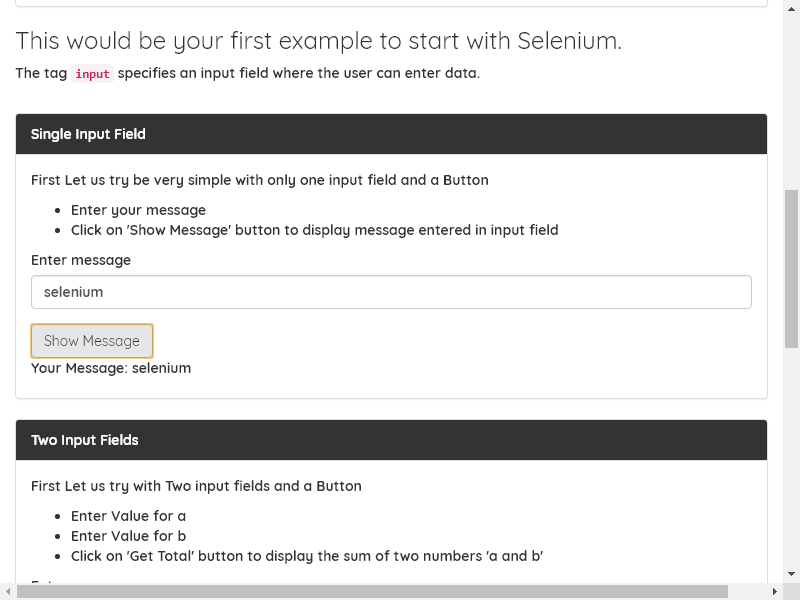 This would be your first example to start with Selenium.
The tag input specifies an input field where the user can enter data.
Single Input Field
First Let us try be very simple with only one input field and a Button
Enter your message
Click on 'Show Message' button to display message entered in input field
Enter message
selenium
Show Message
Your Message: selenium
Two Input Fields
First Let us try with Two input fields and a Button
Enter Value for a
Enter Value for b
Click on 'Get Total' button to display the sum of two numbers 'a and b'